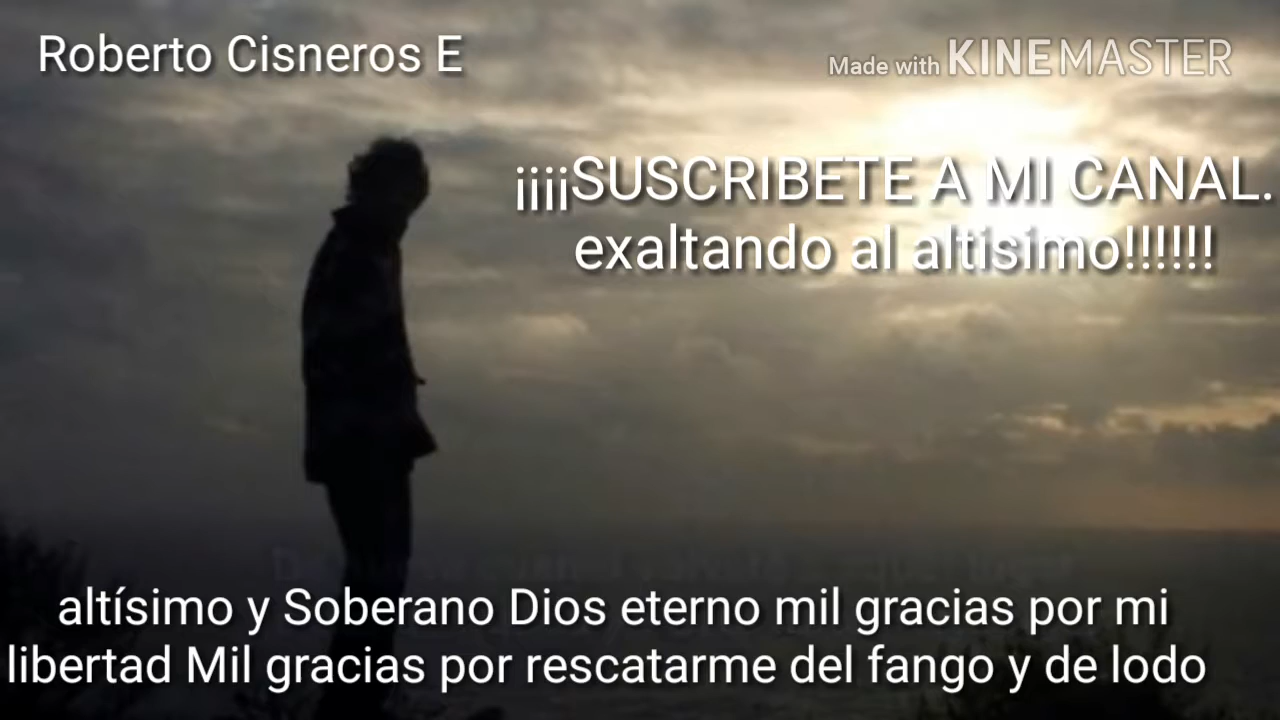 Roberto Cisneros E
Made with KINEMASTER
¡¡¡¡SUSCRIBETE A MI CANAL.
exaltando al altisimo!!!!!!
altísimo y Soberano Dios eterno mil gracias por mi
libertad Mil gracias por rescatarme del fango y de lodo